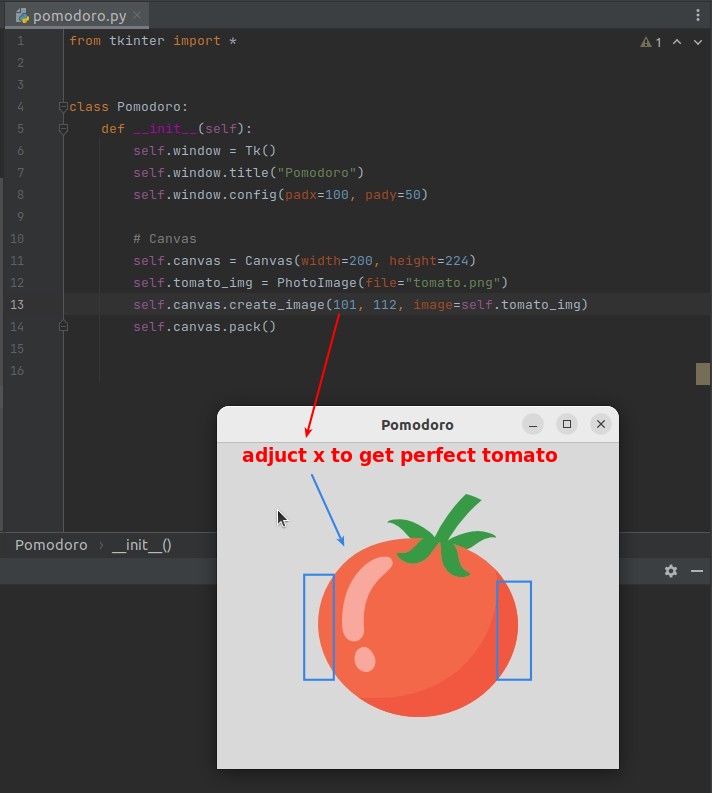 pomodoro.py
1 from tkinter import *
1
2
3
4 class Pomodoro:
5 def __init__(self):
6 self.window = Tk()
7 self.window.title("Pomodoro")
8 self.window.config(padx=100, pady=50)
9
10 # Canvas
11 self.canvas = Canvas(width=200, height=224)
12 self.tomato_img = PhotoImage(file="tomato.png")
13 self.canvas.create_image(101, 112, image=self.tomato_img)
14 self.canvas.pack()
15
16
Pomodoro
adjuct x to get perfect tomato
Pomodoro › __init__()